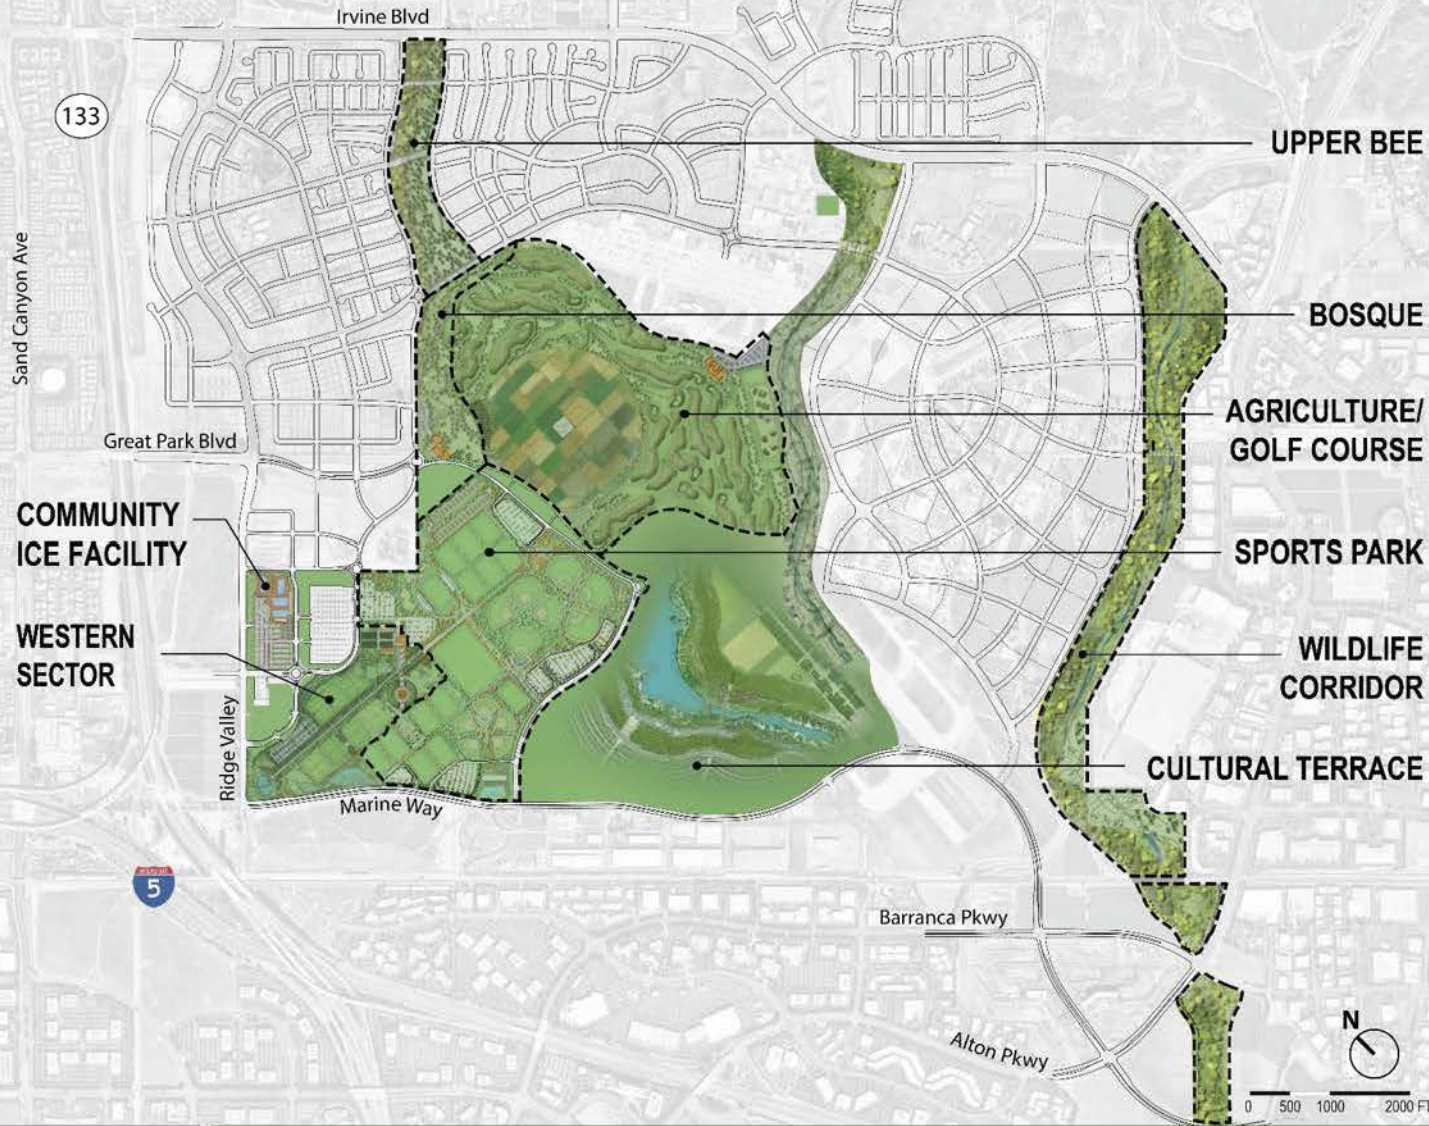 Irvine Blvd
133
UPPER BEE
Sand Canyon Ave
BOSQUE
AGRICULTURE/
GOLF COURSE
Great Park Blvd
COMMUNITY
ICE FACILITY
SPORTS PARK
WESTERN
SECTOR
WILDLIFE
CORRIDOR
Ridge Valley
CULTURAL TERRACE
Marine Way
5
Barranca Pkwy
Alton Pkwy
N
0 500 1000 2000 FT